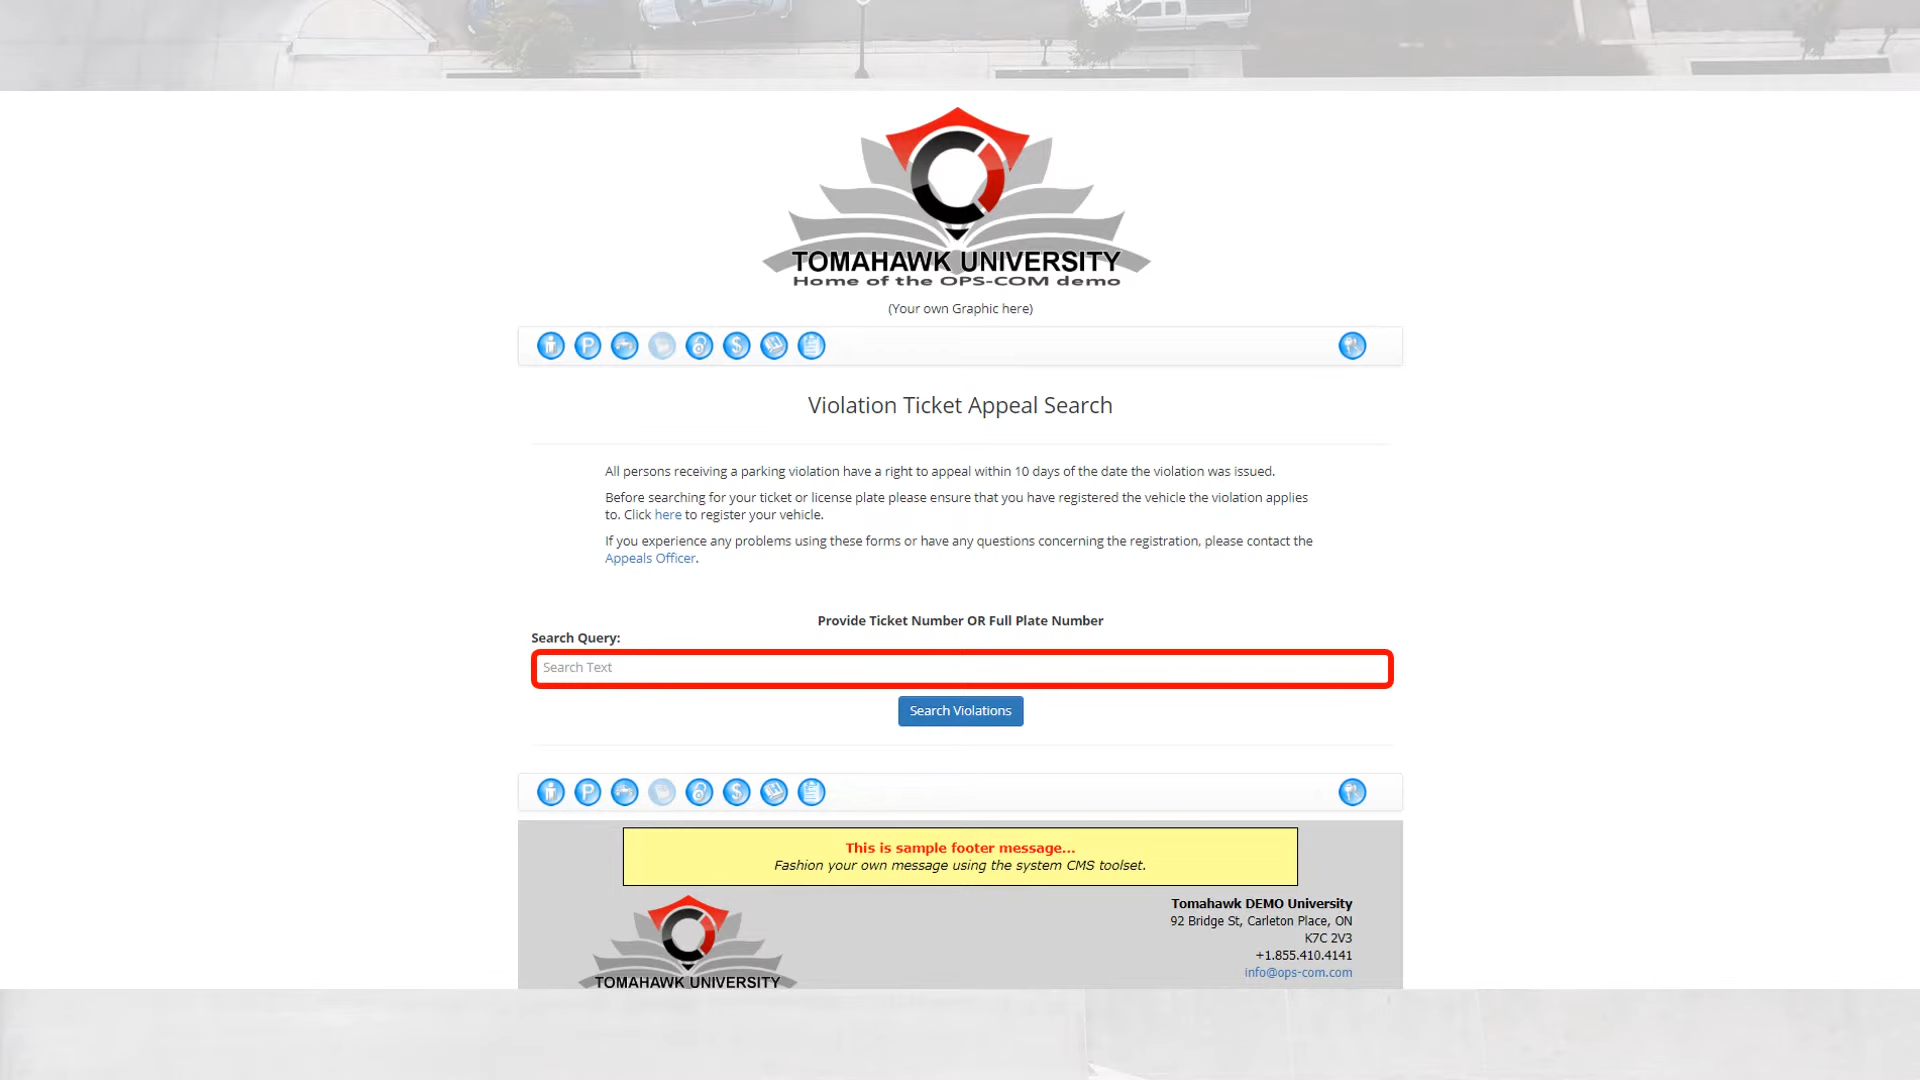 TOMAHAWK UNIVERSITY
Home of the OPS-COM demo
(Your own Graphic here)
P $
Violation Ticket Appeal Search
All persons receiving a parking violation have a right to appeal within 10 days of the date the violation was issued.
Before searching for your ticket or license plate please ensure that you have registered the vehicle the violation applies
to. Click here to register your vehicle.
If you experience any problems using these forms or have any questions concerning the registration, please contact the
Appeals Officer.
Provide Ticket Number OR Full Plate Number
Search Query:
Search Text
Search Violations
P $
This is sample footer message...
Fashion your own message using the system CMS toolset.
Tomahawk DEMO University
92 Bridge St, Carleton Place, ON
K7C 2V3
+1.855.410.4141
info@ops-com.com
TOMAHAWK UNIVERSITY